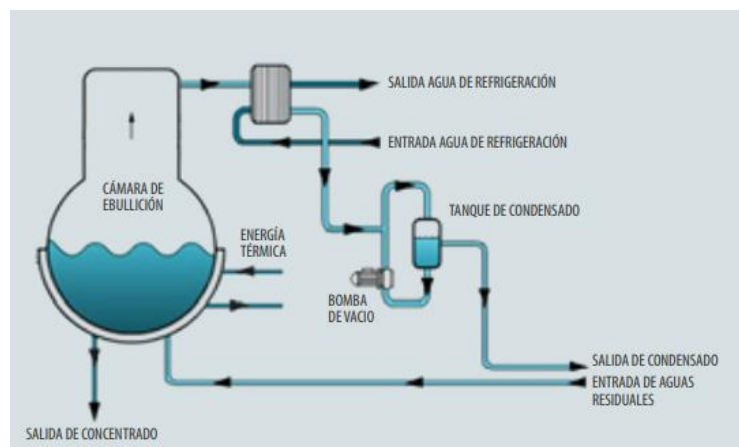 SALIDA AGUA DE REFRIGERACIÓN
ENTRADA AGUA DE REFRIGERACIÓN
CÁMARA DE
EBULLICIÓN
TANQUE DE CONDENSADO
ENERGÍA
TÉRMICA
BOMBA
DE VACIO
SALIDA DE CONDENSADO
ENTRADA DE AGUAS
RESIDUALES
SALIDA DE CONCENTRADO